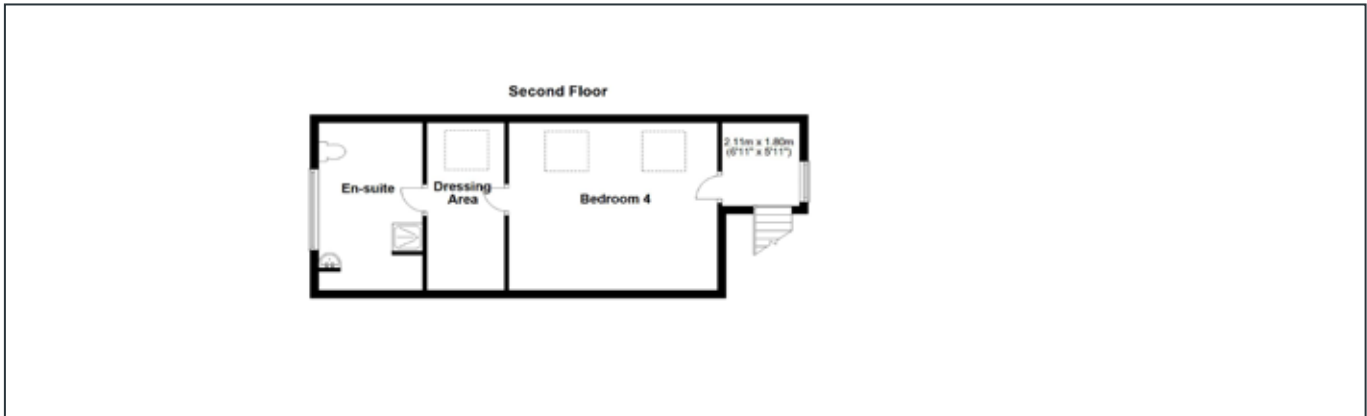 Second Floor
En-suite
Dressing
Area
Bedroom 4
2.11m x 1.80m
(6'11" x 5'11")